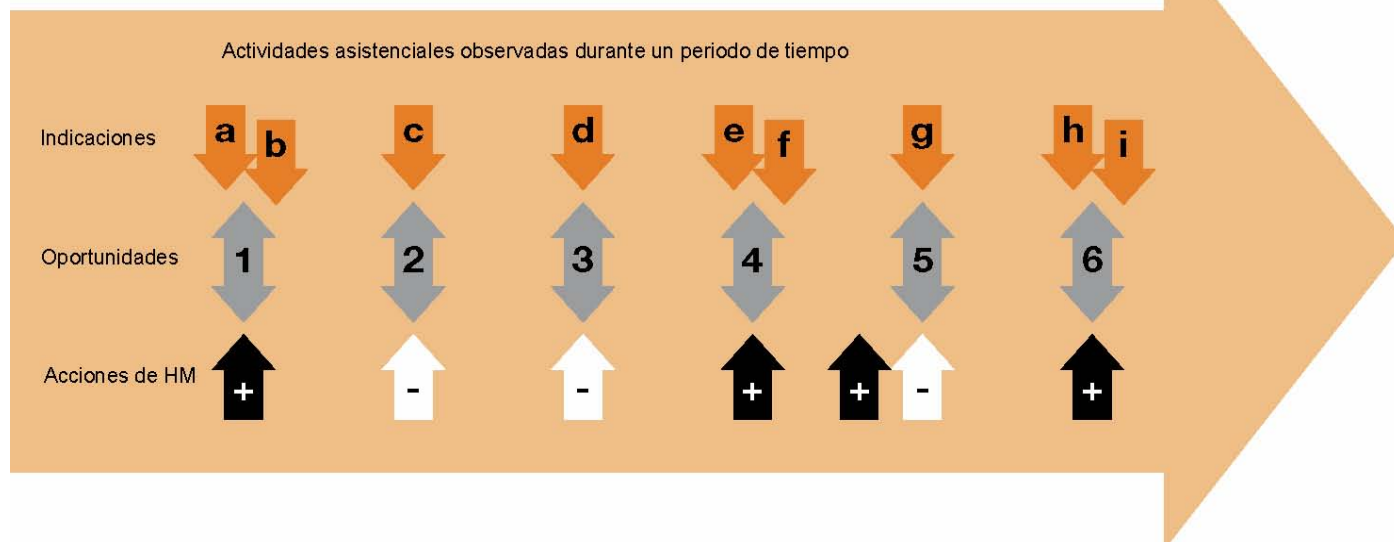 Actividades asistenciales observadas durante un periodo de tiempo
Indicaciones a b c d e f g h i
Oportunidades 1 2 3 4 5 6
Acciones de HM + - - + + - +